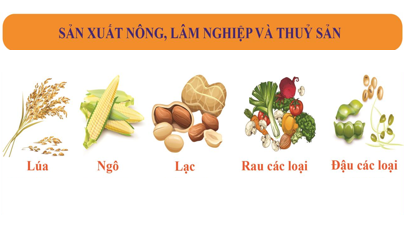 SẢN XUẤT NÔNG, LÂM NGHIỆP VÀ THUỶ SẢN
Lúa
Ngô
Lạc
Rau các loại
Đậu các loại